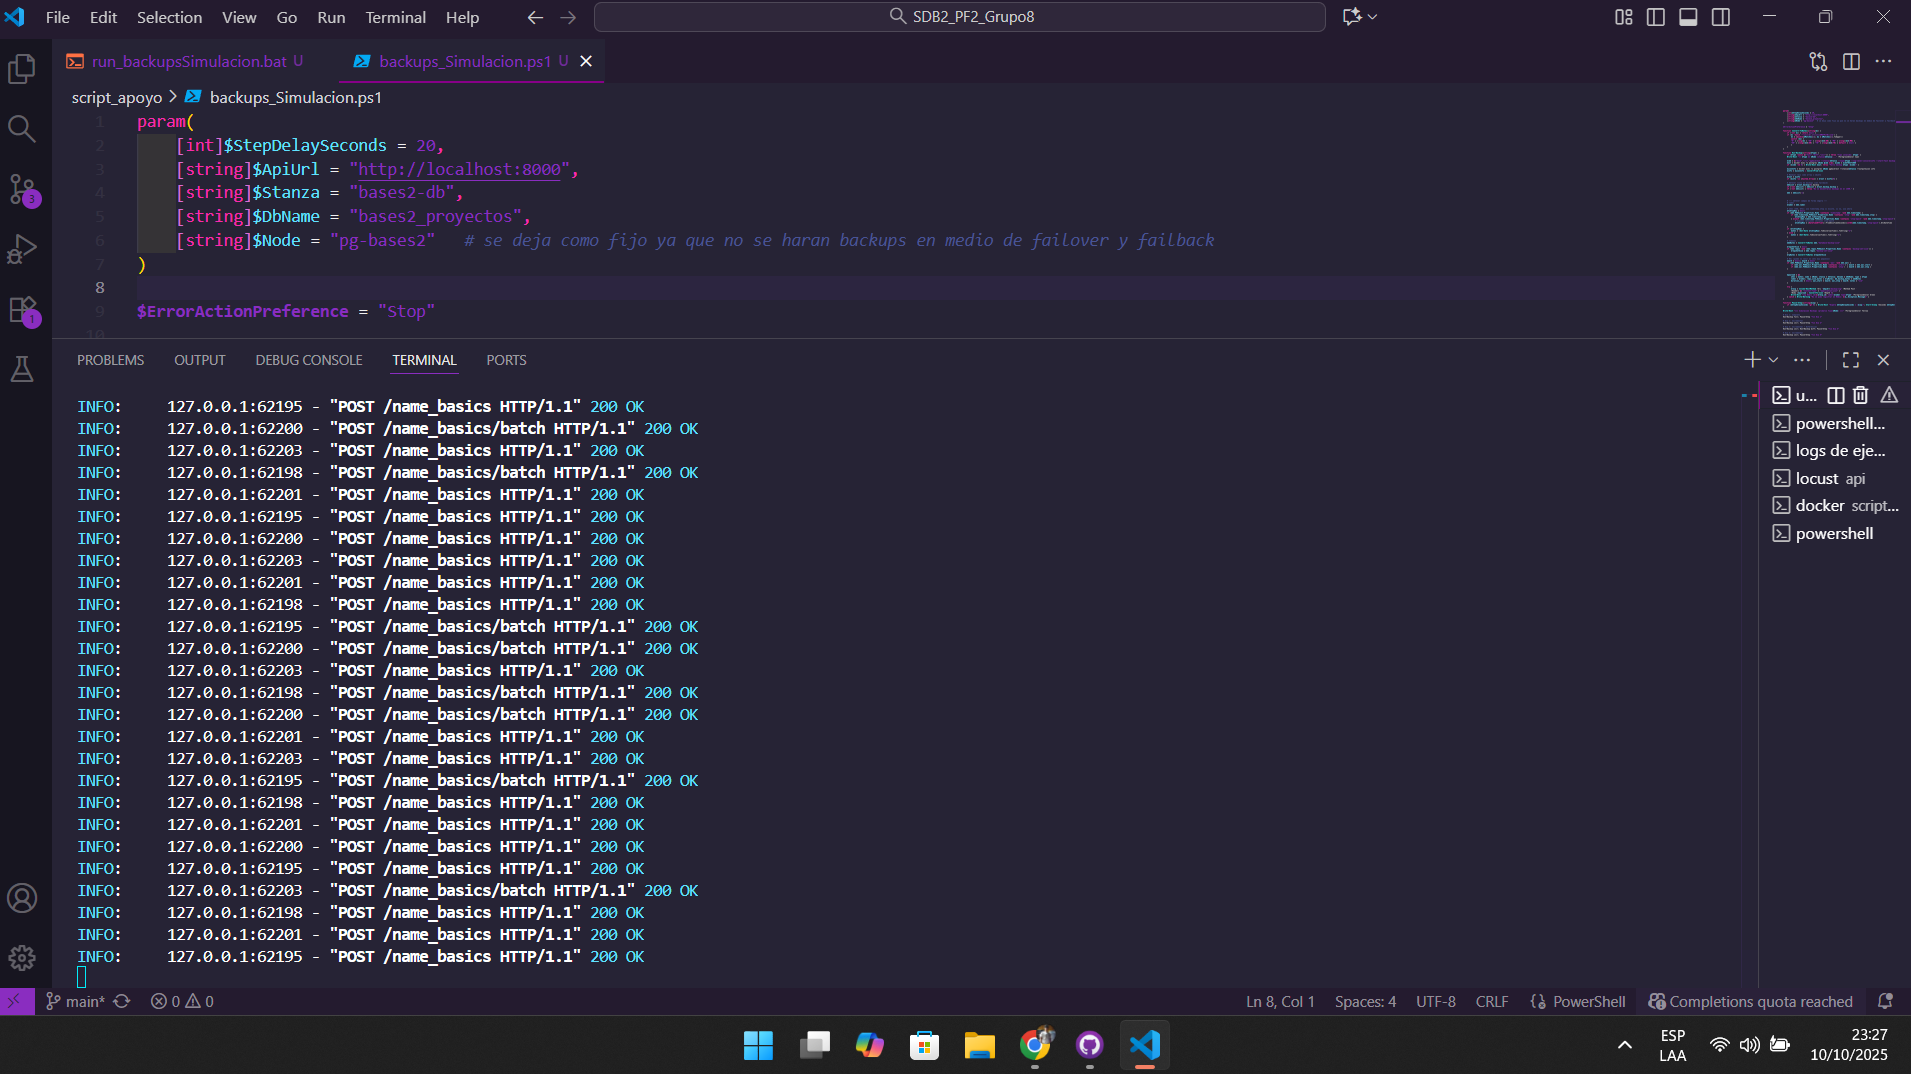 File Edit Selection View Go Run Terminal Help
SDB2_PF2_Grupo8
run_backupsSimulacion.bat U
backups_Simulacion.ps1 U
script_apoyo > backups_Simulacion.ps1
1 param(
2 [int]$StepDelaySeconds = 20,
3 [string]$ApiUrl = "http://localhost:8000",
4 [string]$Stanza = "bases2-db",
5 [string]$DbName = "bases2_proyectos",
6 [string]$Node = "pg-bases2" # se deja como fijo ya que no se haran backups en medio de failover y failback
7 )
8
9 $ErrorActionPreference = "Stop"
10
PROBLEMS OUTPUT DEBUG CONSOLE TERMINAL PORTS
INFO: 127.0.0.1:62195 - "POST /name_basics HTTP/1.1" 200 OK
INFO: 127.0.0.1:62200 - "POST /name_basics/batch HTTP/1.1" 200 OK
INFO: 127.0.0.1:62203 - "POST /name_basics HTTP/1.1" 200 OK
INFO: 127.0.0.1:62198 - "POST /name_basics/batch HTTP/1.1" 200 OK
INFO: 127.0.0.1:62201 - "POST /name_basics HTTP/1.1" 200 OK
INFO: 127.0.0.1:62195 - "POST /name_basics HTTP/1.1" 200 OK
INFO: 127.0.0.1:62200 - "POST /name_basics HTTP/1.1" 200 OK
INFO: 127.0.0.1:62203 - "POST /name_basics HTTP/1.1" 200 OK
INFO: 127.0.0.1:62201 - "POST /name_basics HTTP/1.1" 200 OK
INFO: 127.0.0.1:62198 - "POST /name_basics HTTP/1.1" 200 OK
INFO: 127.0.0.1:62195 - "POST /name_basics/batch HTTP/1.1" 200 OK
INFO: 127.0.0.1:62200 - "POST /name_basics/batch HTTP/1.1" 200 OK
INFO: 127.0.0.1:62203 - "POST /name_basics HTTP/1.1" 200 OK
INFO: 127.0.0.1:62198 - "POST /name_basics/batch HTTP/1.1" 200 OK
INFO: 127.0.0.1:62200 - "POST /name_basics/batch HTTP/1.1" 200 OK
INFO: 127.0.0.1:62201 - "POST /name_basics HTTP/1.1" 200 OK
INFO: 127.0.0.1:62203 - "POST /name_basics HTTP/1.1" 200 OK
INFO: 127.0.0.1:62195 - "POST /name_basics/batch HTTP/1.1" 200 OK
INFO: 127.0.0.1:62198 - "POST /name_basics HTTP/1.1" 200 OK
INFO: 127.0.0.1:62201 - "POST /name_basics HTTP/1.1" 200 OK
INFO: 127.0.0.1:62200 - "POST /name_basics HTTP/1.1" 200 OK
INFO: 127.0.0.1:62195 - "POST /name_basics HTTP/1.1" 200 OK
INFO: 127.0.0.1:62203 - "POST /name_basics/batch HTTP/1.1" 200 OK
INFO: 127.0.0.1:62198 - "POST /name_basics HTTP/1.1" 200 OK
INFO: 127.0.0.1:62201 - "POST /name_basics HTTP/1.1" 200 OK
INFO: 127.0.0.1:62195 - "POST /name_basics HTTP/1.1" 200 OK
u...
powershell...
logs de eje...
locust api
docker script...
powershell
3
1
main* 0 0
Ln 8, Col 1 Spaces: 4 UTF-8 CRLF PowerShell Completions quota reached
ESP
LAA
23:27
10/10/2025